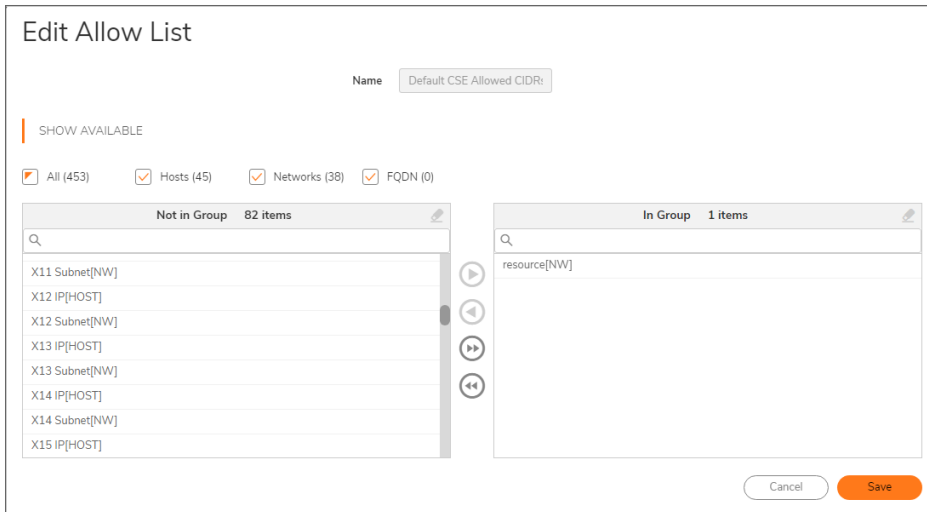 Edit Allow List
Name Default CSE Allowed CIDRs
SHOW AVAILABLE
All (453) Hosts (45) Networks (38) FQDN (0)
Not in Group 82 items
X11 Subnet[NW]
X12 IP[HOST]
X12 Subnet[NW]
X13 IP[HOST]
X13 Subnet[NW]
X14 IP[HOST]
X14 Subnet[NW]
X15 IP[HOST]
In Group 1 items
resource[NW]
Cancel Save